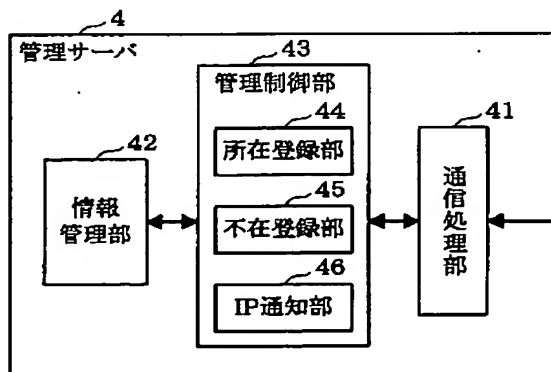 4
管理サーバ
43
管理制御部
44
所在登録部
45
不在登録部
46
IP通知部
42
情報
管理部
41
通信処理部